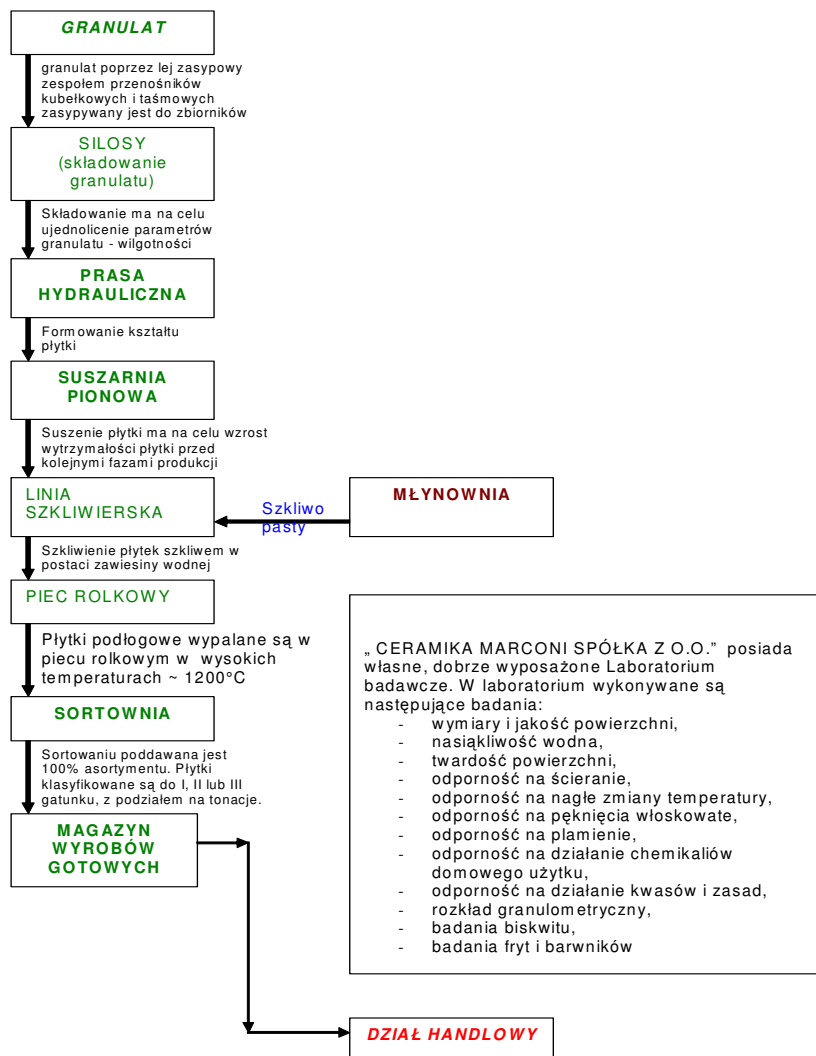 GRANULAT
granulat poprzez lej zasypowy
zespołem przenośników
kubełkowych i taśmowych
zasypywany jest do zbiorników
SILOSY
(składowanie
granulatu)
Składowanie ma na celu
ujednolicenie parametrów
granulatu - wilgotności
PRASA
HYDRAULICZNA
Formowanie kształtu
płytki
SUSZARNIA
PIONOWA
Suszenie płytki ma na celu wzrost
wytrzymałości płytki przed
kolejnymi fazami produkcji
LINIA
SZKLIWIERSKA
Szkliwo
pasty
MŁYNOWNIA
Szkliwienie płytek szkliwem w
postaci zawiesiny wodnej
PIEC ROLKOWY
Płytki podłogowe wypalane są w
piecu rolkowym w wysokich
temperaturach ~ 1200°C
SORTOWNIA
Sortowaniu poddawana jest
100% asortymentu. Płytki
klasyfikowane są do I, II lub III
gatunku, z podziałem na tonacje.
MAGAZYN
WYROBÓW
GOTOWYCH
„ CERAMIKA MARCONI SPÓŁKA Z O.O.” posiada
własne, dobrze wyposażone Laboratorium
badawcze. W laboratorium wykonywane są
następujące badania:
- wymiary i jakość powierzchni,
- nasiąkliwość wodna,
- twardość powierzchni,
- odporność na ścieranie,
- odporność na nagłe zmiany temperatury,
- odporność na pęknięcia włoskowate,
- odporność na plamienie,
- odporność na działanie chemikaliów
domowego użytku,
- odporność na działanie kwasów i zasad,
- rozkład granulometryczny,
- badania biskwitu,
- badania fryt i barwników
DZIAŁ HANDLOWY